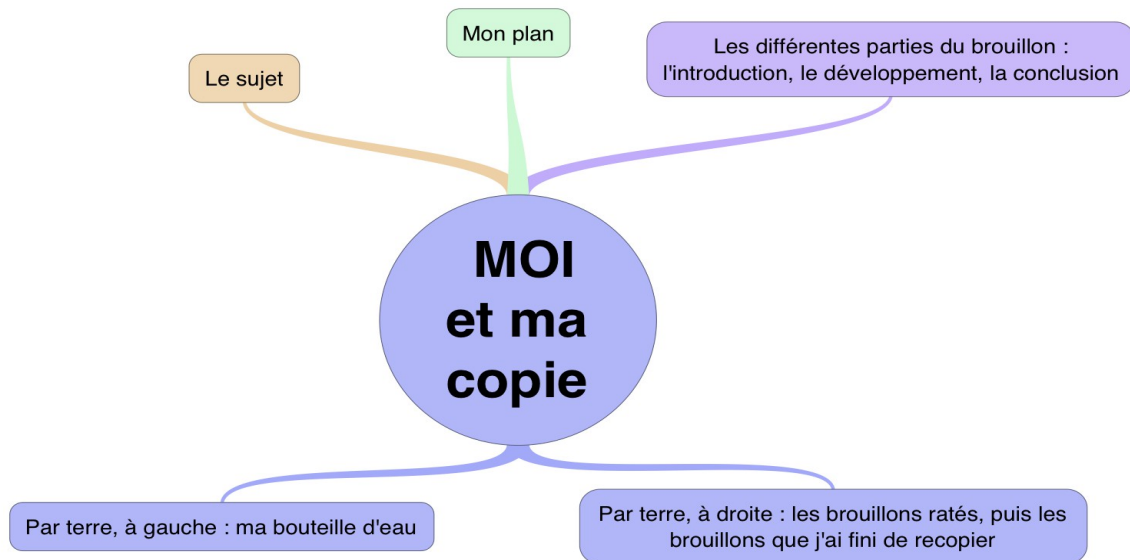 Le sujet
Mon plan
Les différentes parties du brouillon :
l'introduction, le développement, la conclusion
MOI
et ma
copie
Par terre, à gauche : ma bouteille d'eau
Par terre, à droite : les brouillons ratés, puis les
brouillons que j'ai fini de recopier